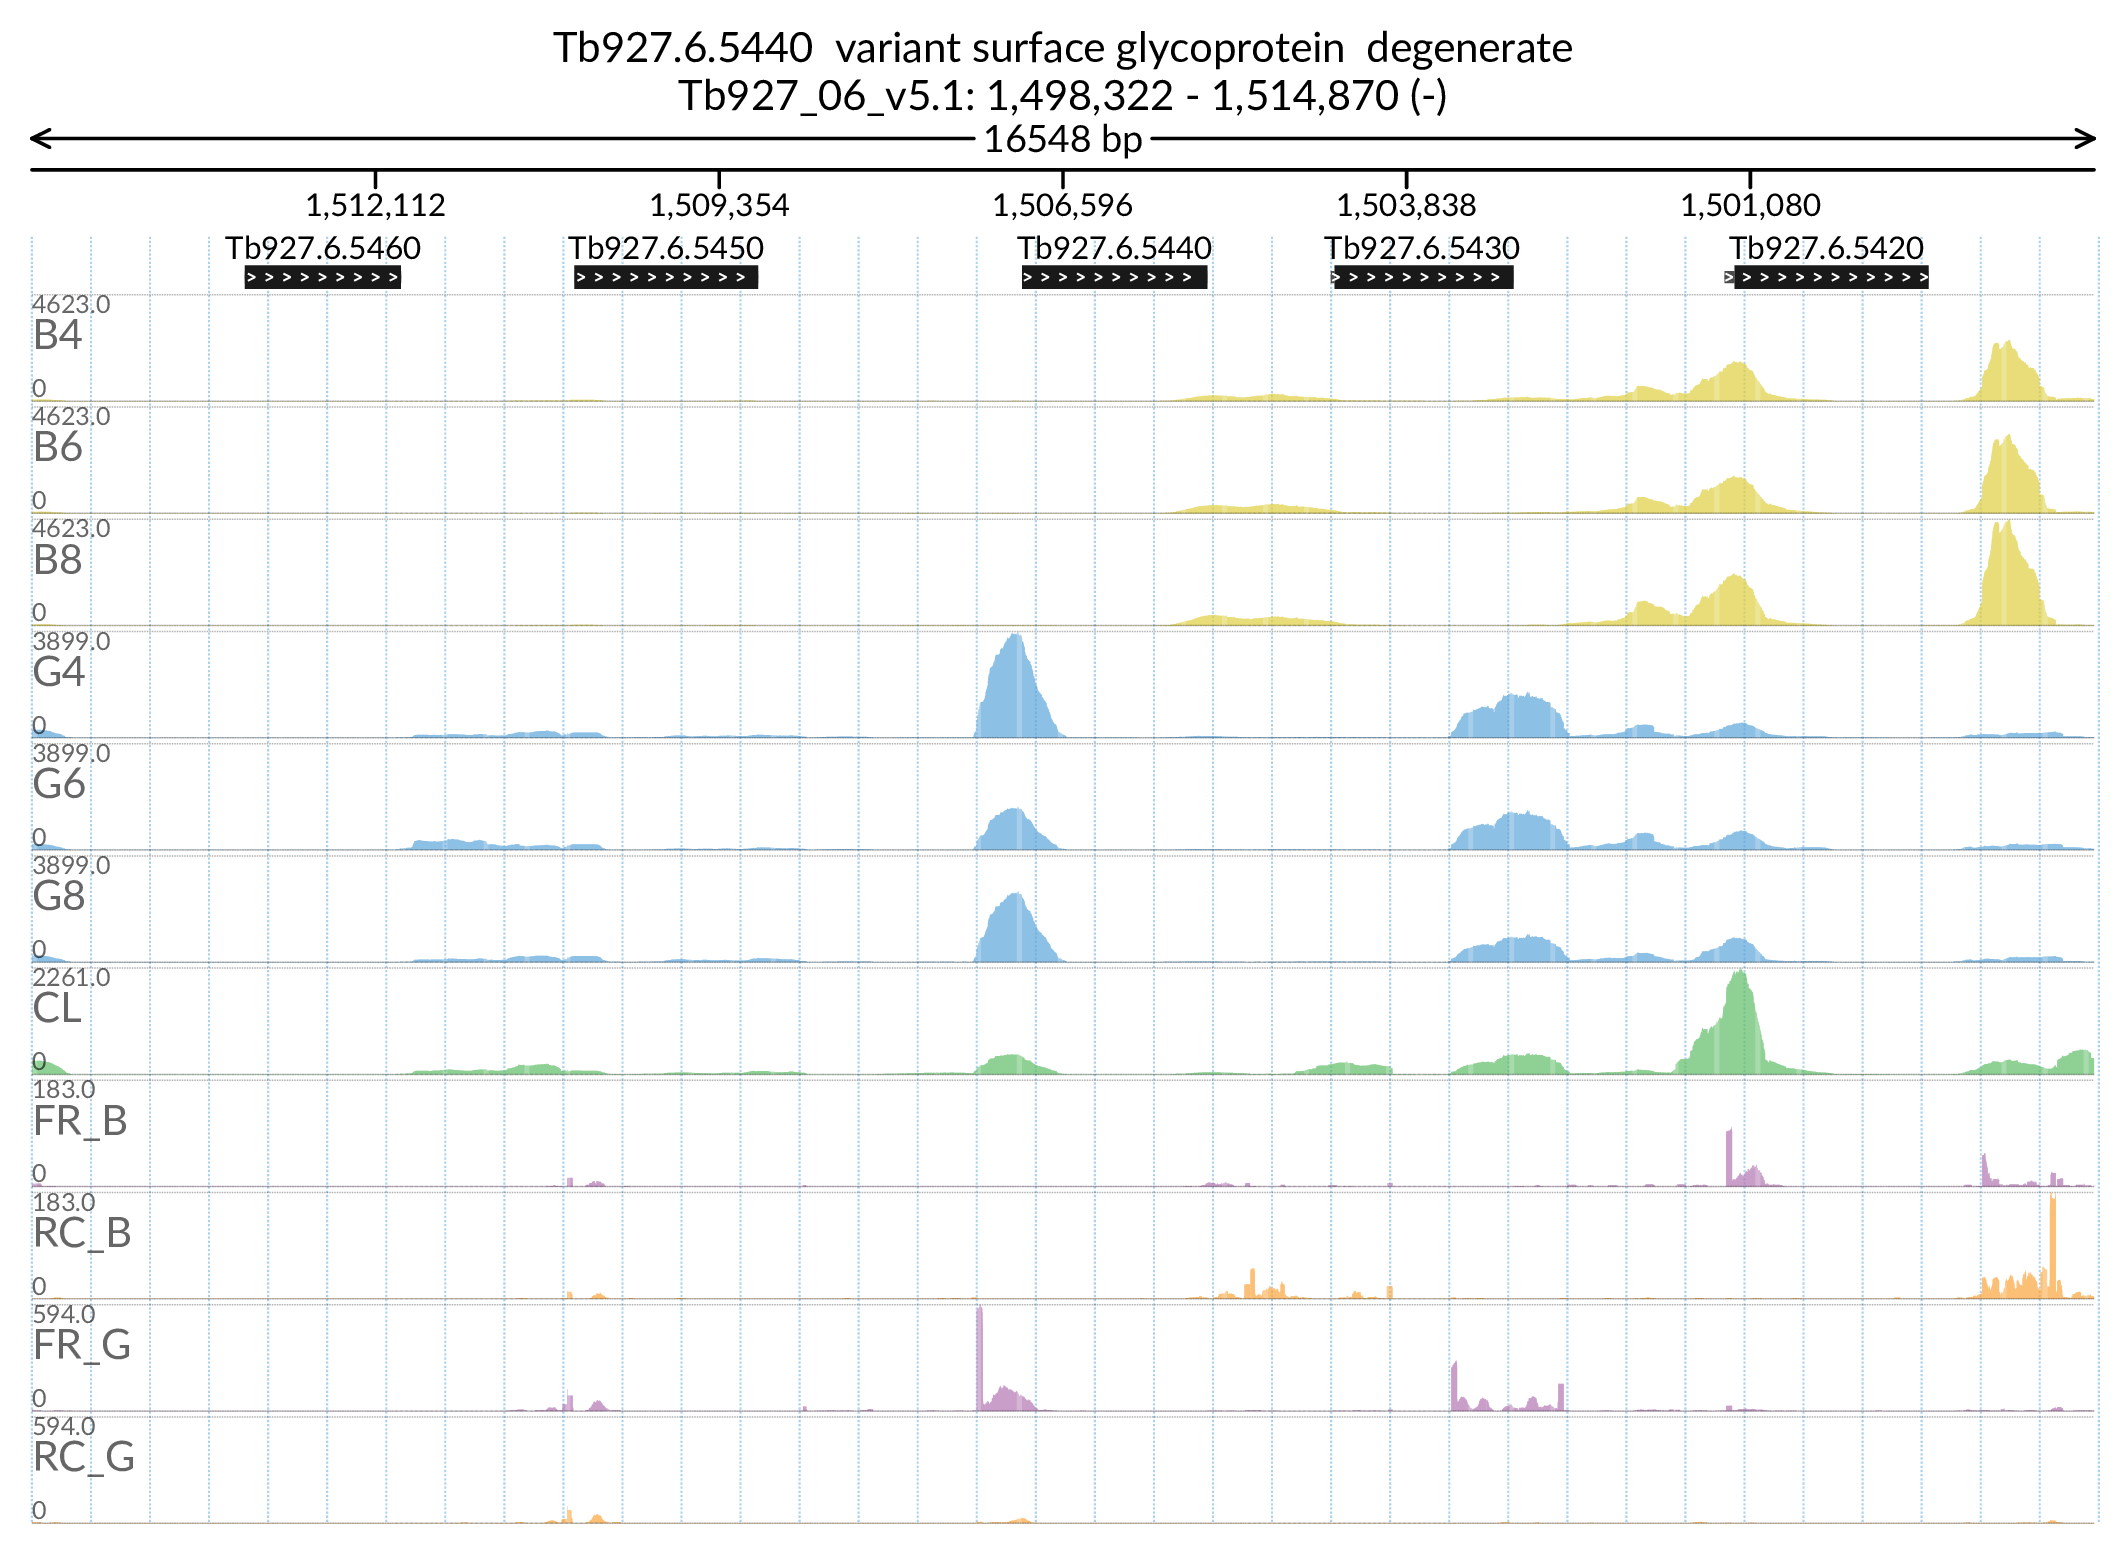 Tb927.6.5440  variant surface glycoprotein  degenerate
Tb927_06_v5.1: 1,498,322 - 1,514,870 (-)
16548 bp
1,512,112 1,509,354 1,506,596 1,503,838 1,501,080
Tb927.6.5460 Tb927.6.5450 Tb927.6.5440 Tb927.6.5430 Tb927.6.5420
4623.0
B4
0
4623.0
B6
0
4623.0
B8
0
3899.0
G4
0
3899.0
G6
0
3899.0
G8
0
2261.0
CL
0
183.0
FR_B
0
183.0
RC_B
0
594.0
FR_G
0
594.0
RC_G
0